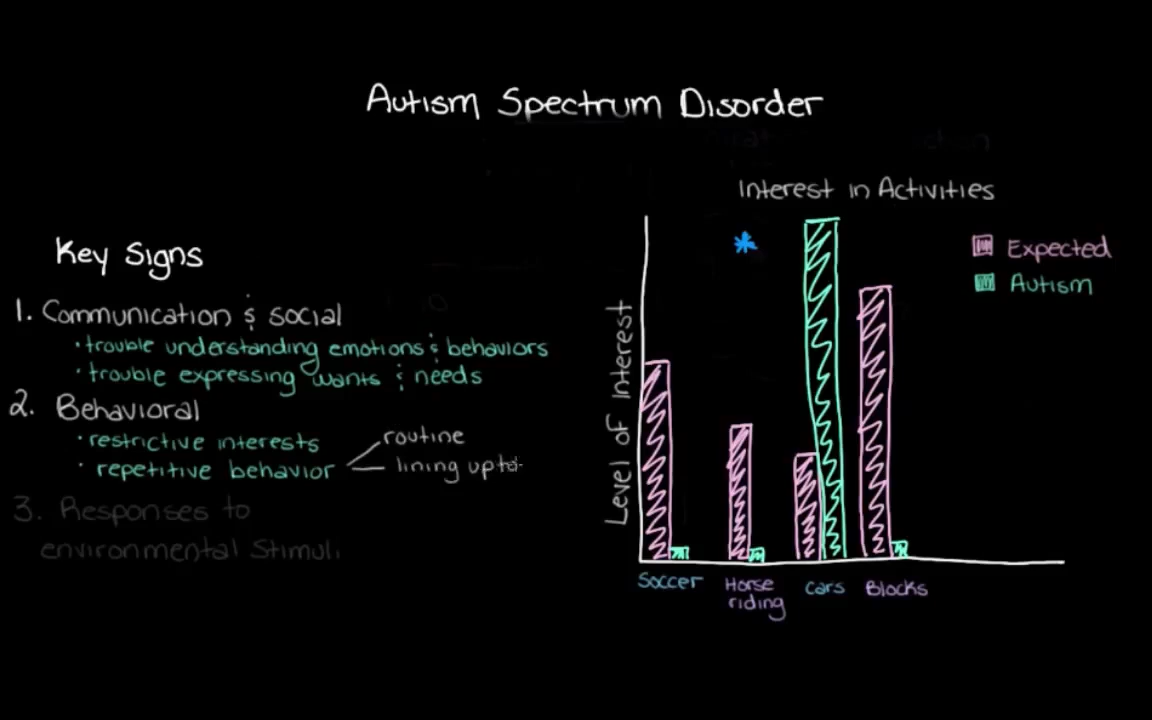 Autism Spectrum Disorder
Key Signs
1. Communication & social
• trouble understanding emotions & behaviors
• trouble expressing wants & needs
2. Behavioral
• restrictive interests
• repetitive behavior
routine
lining up to
3. Responses to
environmental stimuli
Interest in Activities
*
Expected
Autism
Level of Interest
Soccer
Horse
riding
Cars
Blocks